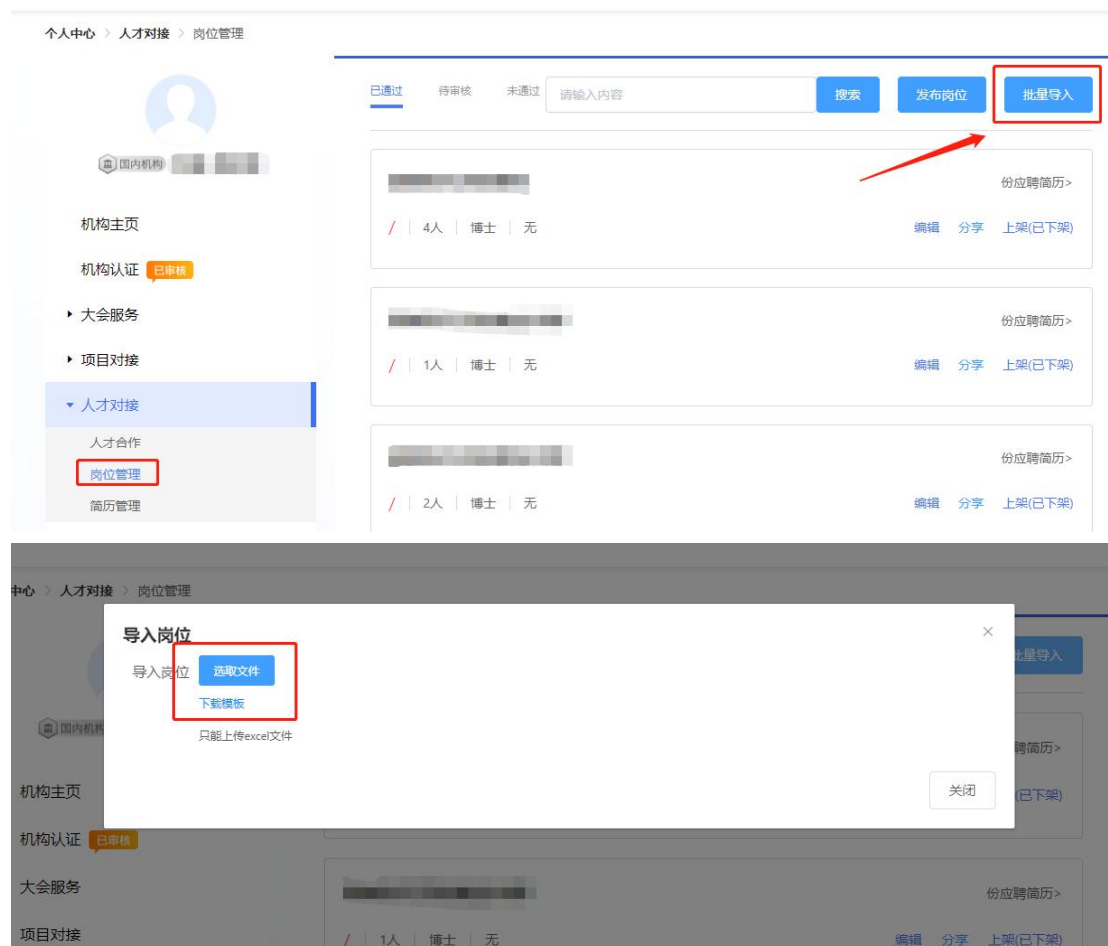 个人中心 > 人才对接 > 岗位管理
已通过 待审核 未通过 请输入内容 搜索 发布岗位 批量导入
国内机构
机构主页
机构认证 已审核
大会服务
项目对接
人才对接
人才合作
岗位管理
简历管理
份应聘简历>
/ 4人 博士 无 编辑 分享 上架(已下架)
份应聘简历>
/ 1人 博士 无 编辑 分享 上架(已下架)
份应聘简历>
/ 2人 博士 无 编辑 分享 上架(已下架)
中心 > 人才对接 > 岗位管理
导入岗位 ×
导入岗位 选取文件
下载模板
只能上传excel文件
关闭
批量导入
国内机构
聘简历>
(已下架)
机构主页
机构认证 已审核
大会服务
项目对接
份应聘简历>
/ 1人 博士 无 编辑 分享 上架(已下架)